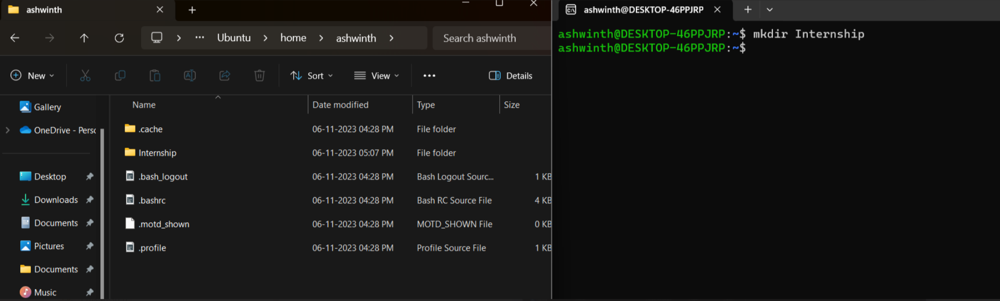 ashwinth
Ubuntu > home > ashwinth >
Search ashwinth
New
Sort
View
Details
Gallery
OneDrive - Perso
Desktop
Downloads
Documents
Pictures
Documents
Music
Name Date modified Type Size
.cache 06-11-2023 04:28 PM File folder
Internship 06-11-2023 05:07 PM File folder
.bash_logout 06-11-2023 04:28 PM Bash Logout Sourc... 1 KB
.bashrc 06-11-2023 04:28 PM Bash RC Source File 4 KB
.motd_shown 06-11-2023 04:28 PM MOTD_SHOWN File 0 KB
.profile 06-11-2023 04:28 PM Profile Source File 1 KB
ashwinth@DESKTOP-46PPJRP
ashwinth@DESKTOP-46PPJRP:~$ mkdir Internship
ashwinth@DESKTOP-46PPJRP:~$